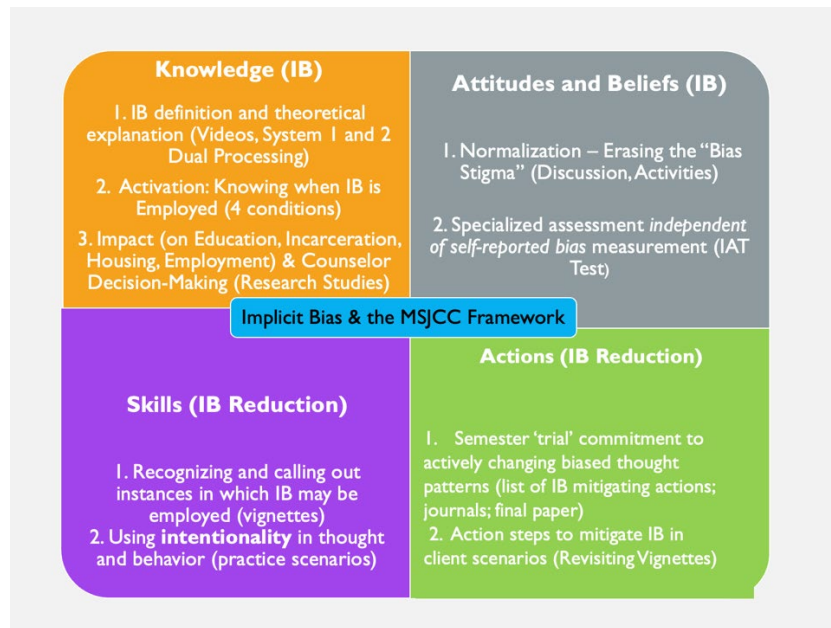 Knowledge (IB)
1. IB definition and theoretical
explanation (Videos, System 1 and 2
Dual Processing)
2. Activation: Knowing when IB is
Employed (4 conditions)
3. Impact (on Education, Incarceration,
Housing, Employment) & Counselor
Decision-Making (Research Studies)
Attitudes and Beliefs (IB)
1. Normalization – Erasing the “Bias
Stigma” (Discussion, Activities)
2. Specialized assessment independent
of self-reported bias measurement (IAT
Test)
Implicit Bias & the MSJCC Framework
Skills (IB Reduction)
1. Recognizing and calling out
instances in which IB may be
employed (vignettes)
2. Using intentionality in thought
and behavior (practice scenarios)
Actions (IB Reduction)
1. Semester ‘trial’ commitment to
actively changing biased thought
patterns (list of IB mitigating actions;
journals; final paper)
2. Action steps to mitigate IB in
client scenarios (Revisiting Vignettes)